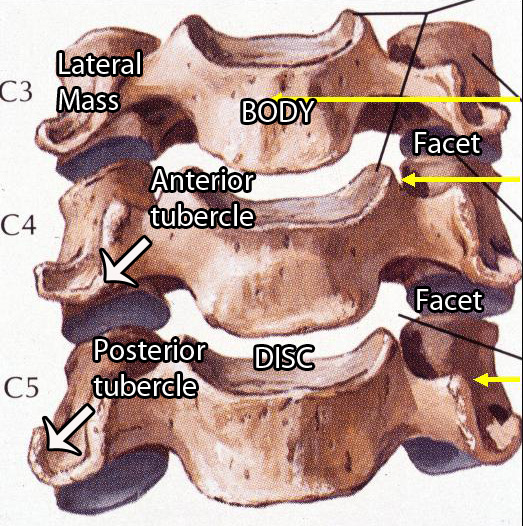 Lateral
Mass
C3
BODY
Facet
Anterior
tubercle
C4
Facet
Posterior
tubercle
DISC
C5